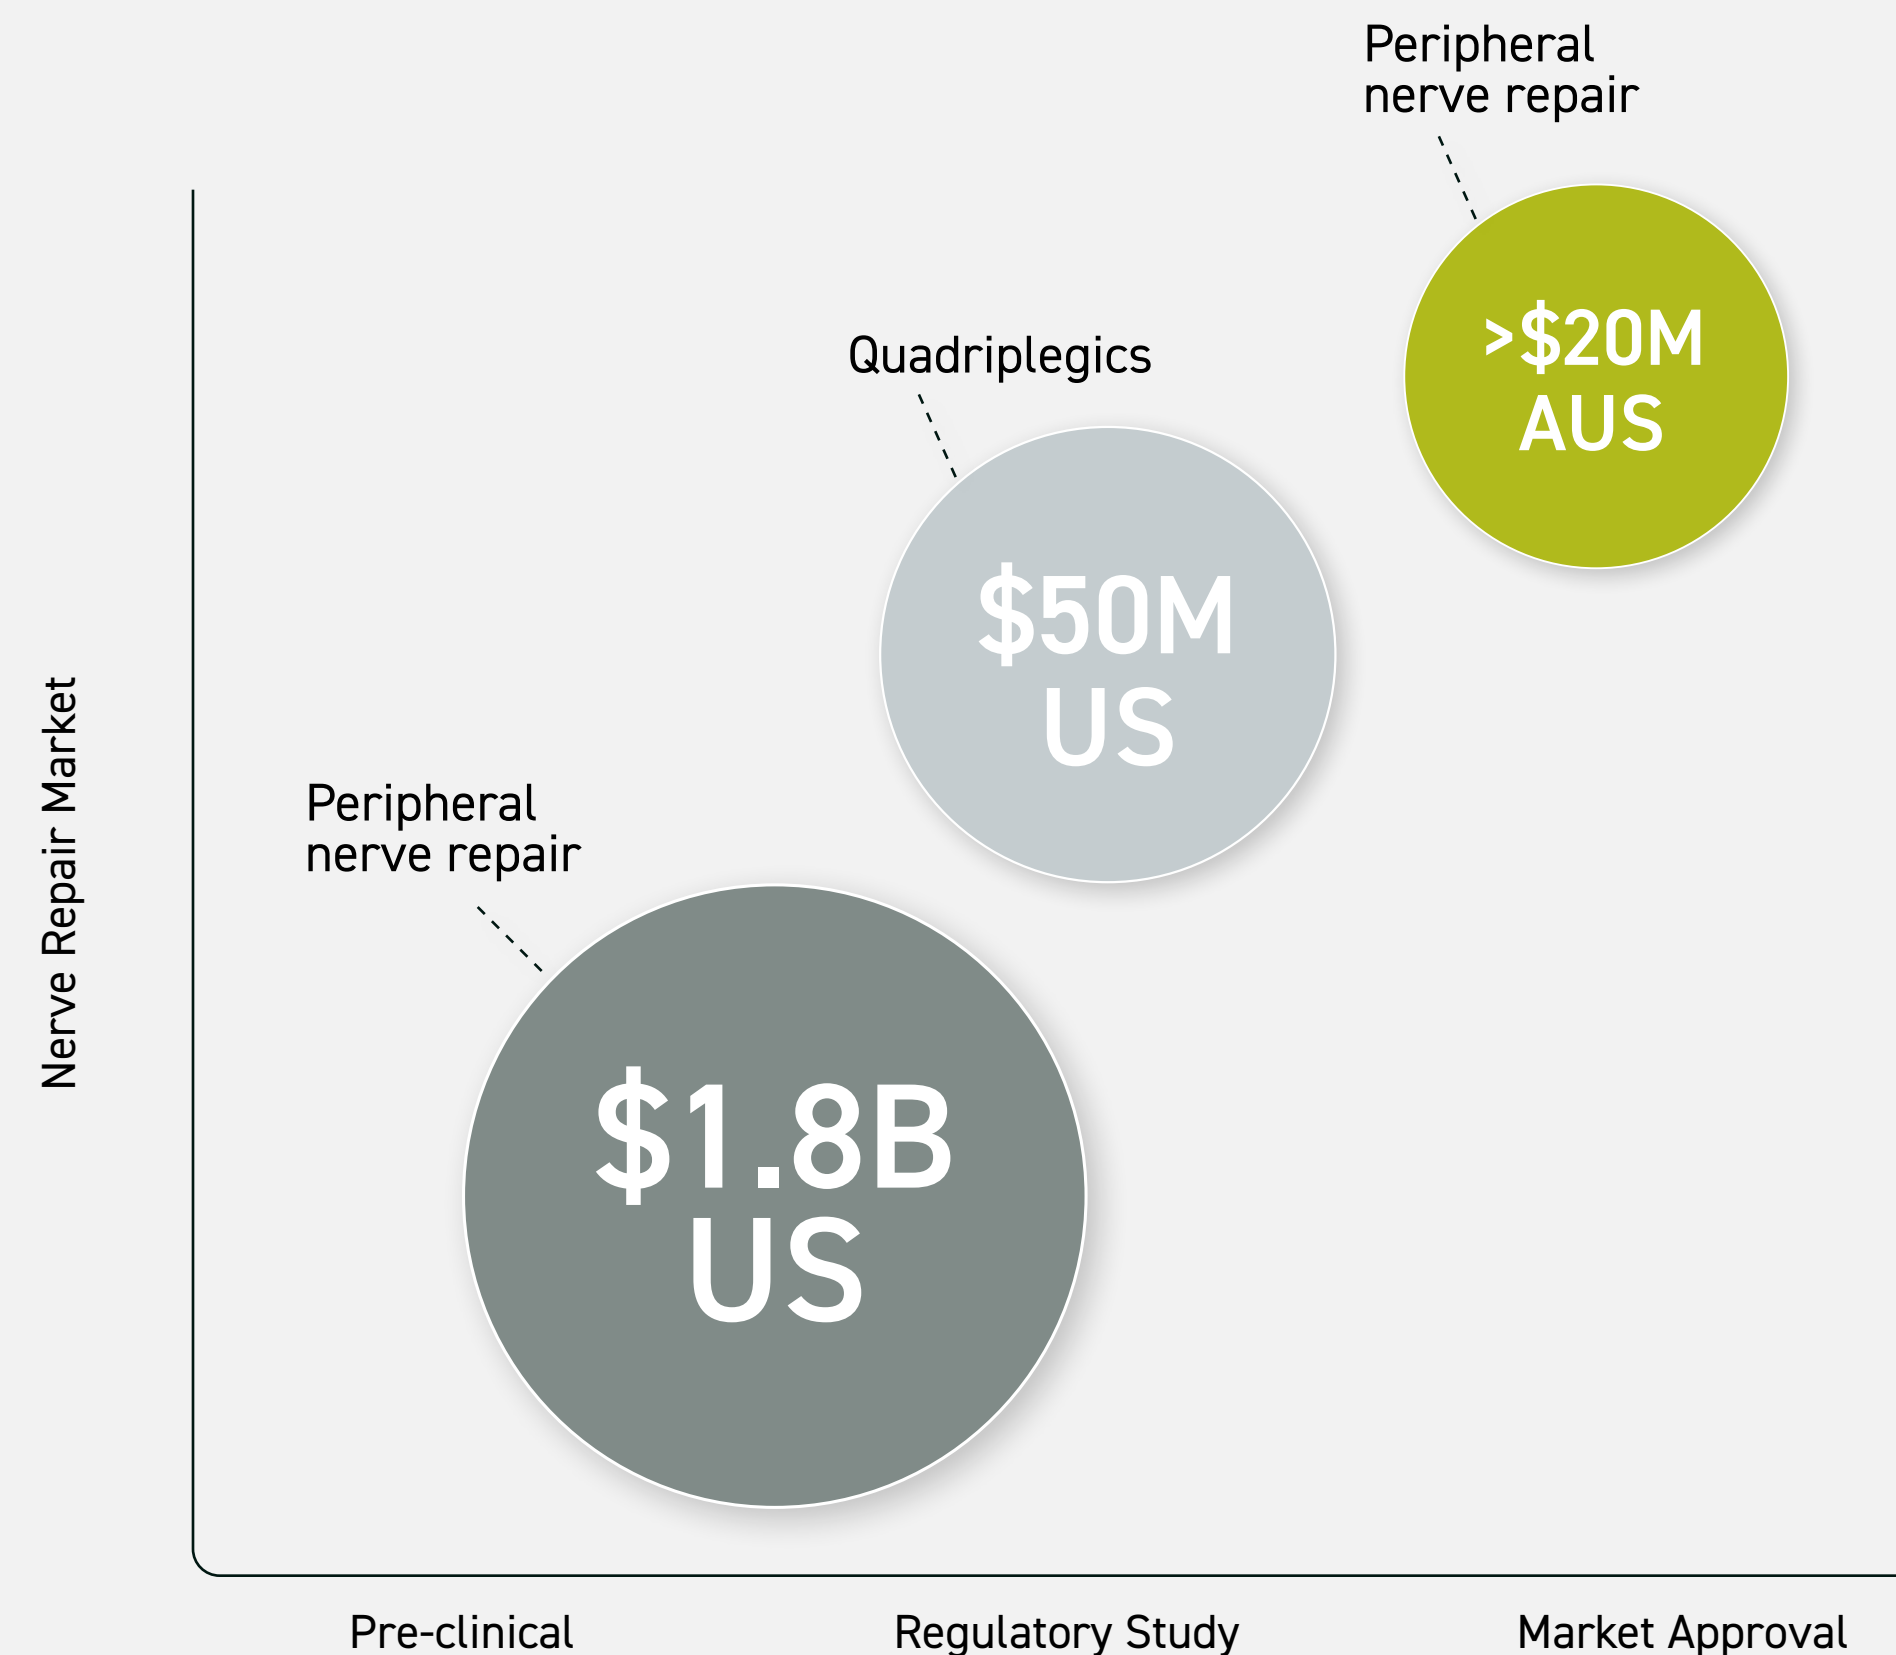 Peripheral
nerve repair
>$20M
AUS
Quadriplegics
$50M
US
Peripheral
nerve repair
$1.8B
US
Nerve Repair Market
Pre-clinical
Regulatory Study
Market Approval